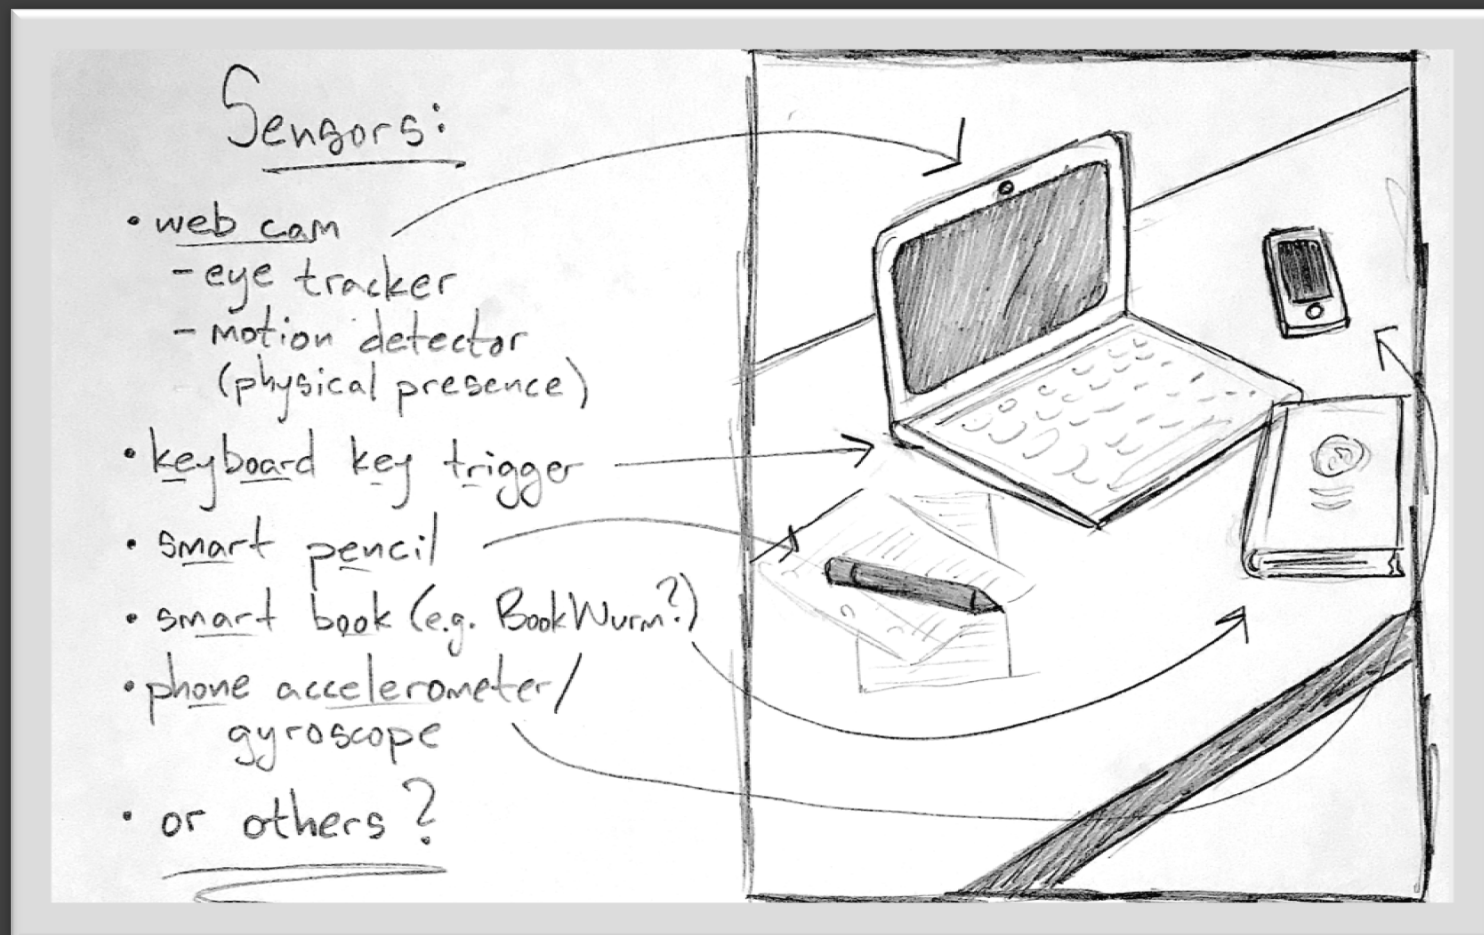 Sensors:
• web cam
- eye tracker
- motion detector
(physical presence)
• keyboard key trigger
• smart pencil
• smart book (e.g. BookWurm?)
• phone accelerometer/
gyroscope
• or others?